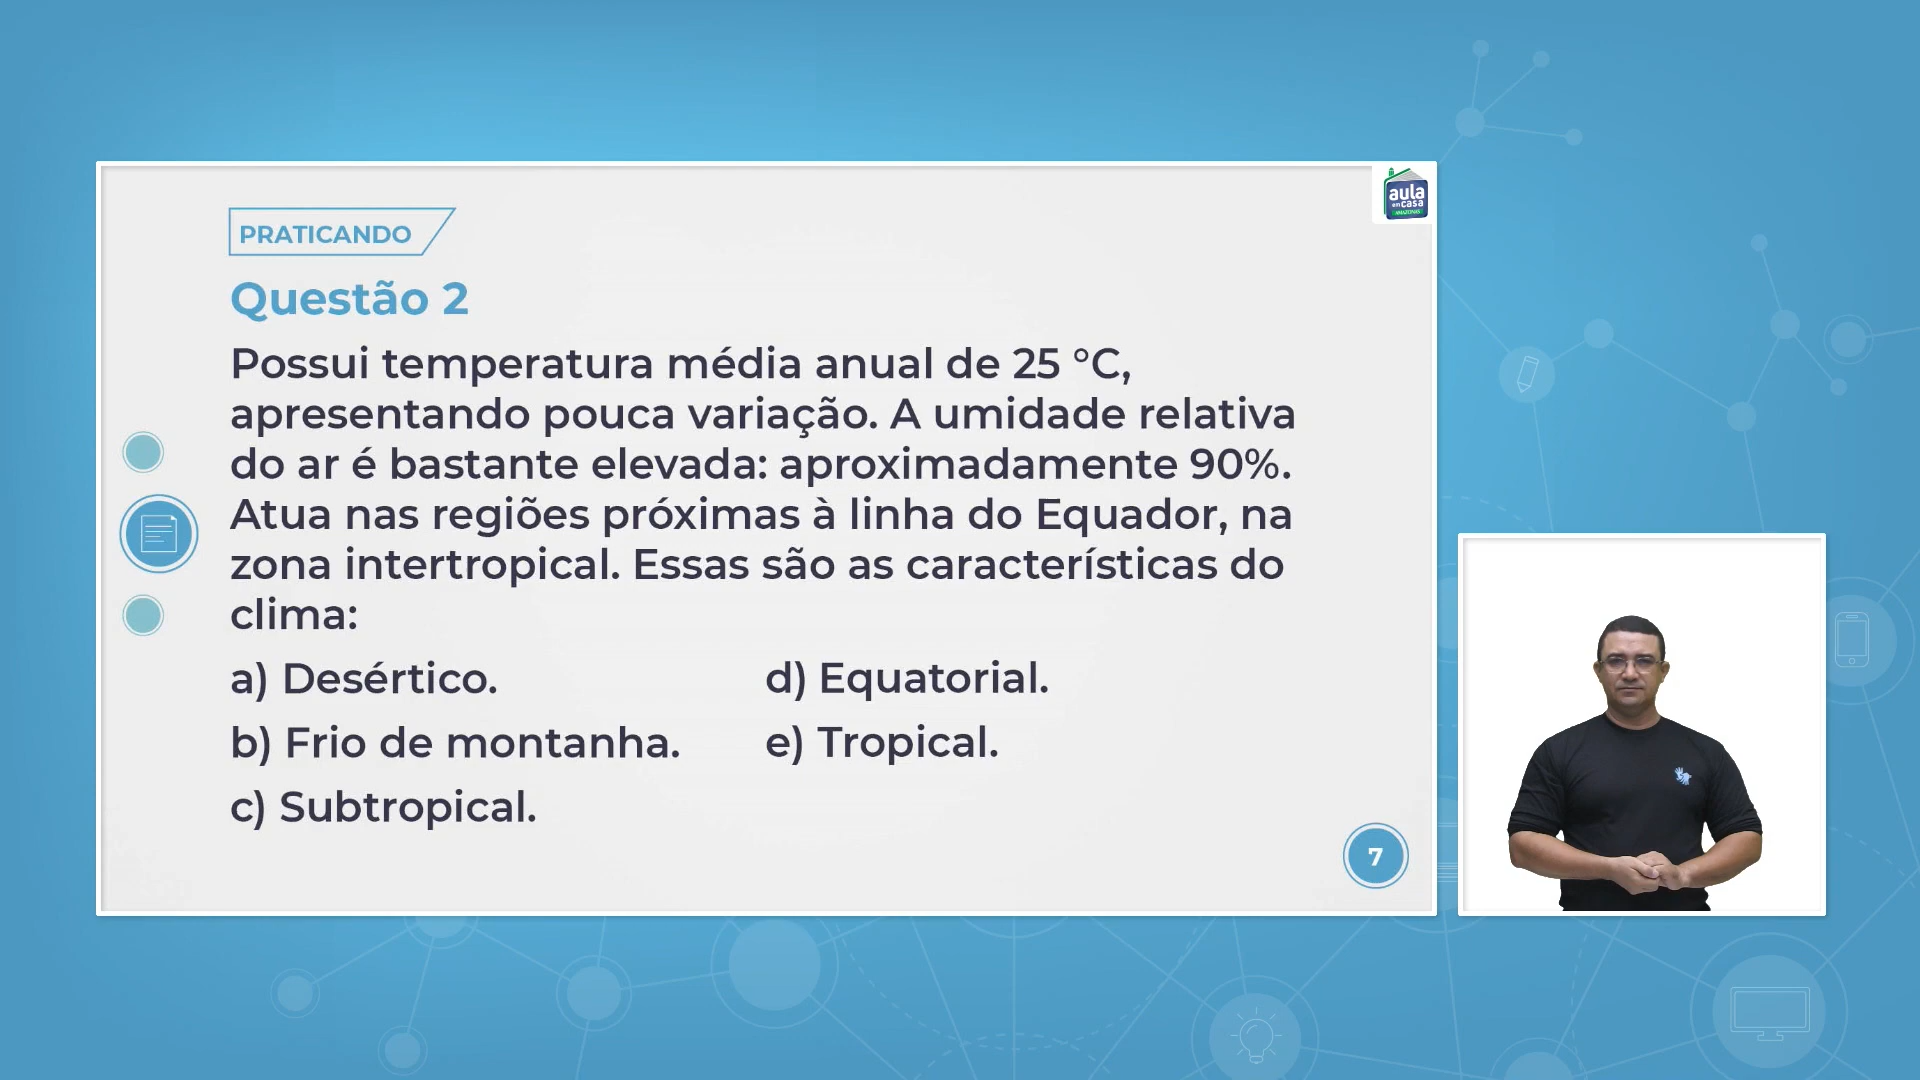 aula
em casa
AMAZONAS
PRATICANDO
Questão 2
Possui temperatura média anual de 25 °C,
apresentando pouca variação. A umidade relativa
do ar é bastante elevada: aproximadamente 90%.
Atua nas regiões próximas à linha do Equador, na
zona intertropical. Essas são as características do
clima:
a) Desértico.
b) Frio de montanha.
c) Subtropical.
d) Equatorial.
e) Tropical.
7